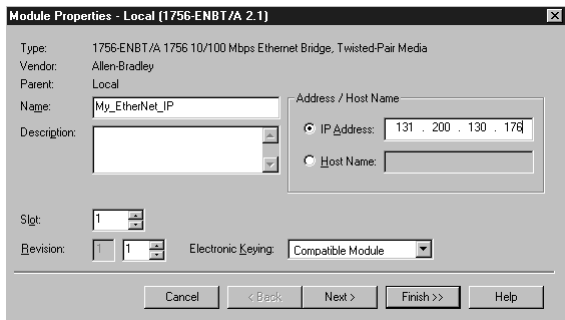 Module Properties - Local (1756-ENBT/A 2.1)
Type: 1756-ENBT/A 1756 10/100 Mbps Ethernet Bridge, Twisted-Pair Media
Vendor: Allen-Bradley
Parent: Local
Name: My_EtherNet_IP
Address / Host Name
Description:
IP Address: 131 . 200 . 130 . 176
Host Name:
Slot: 1
Revision: 1 1 Electronic Keying: Compatible Module
Cancel < Back Next > Finish >> Help